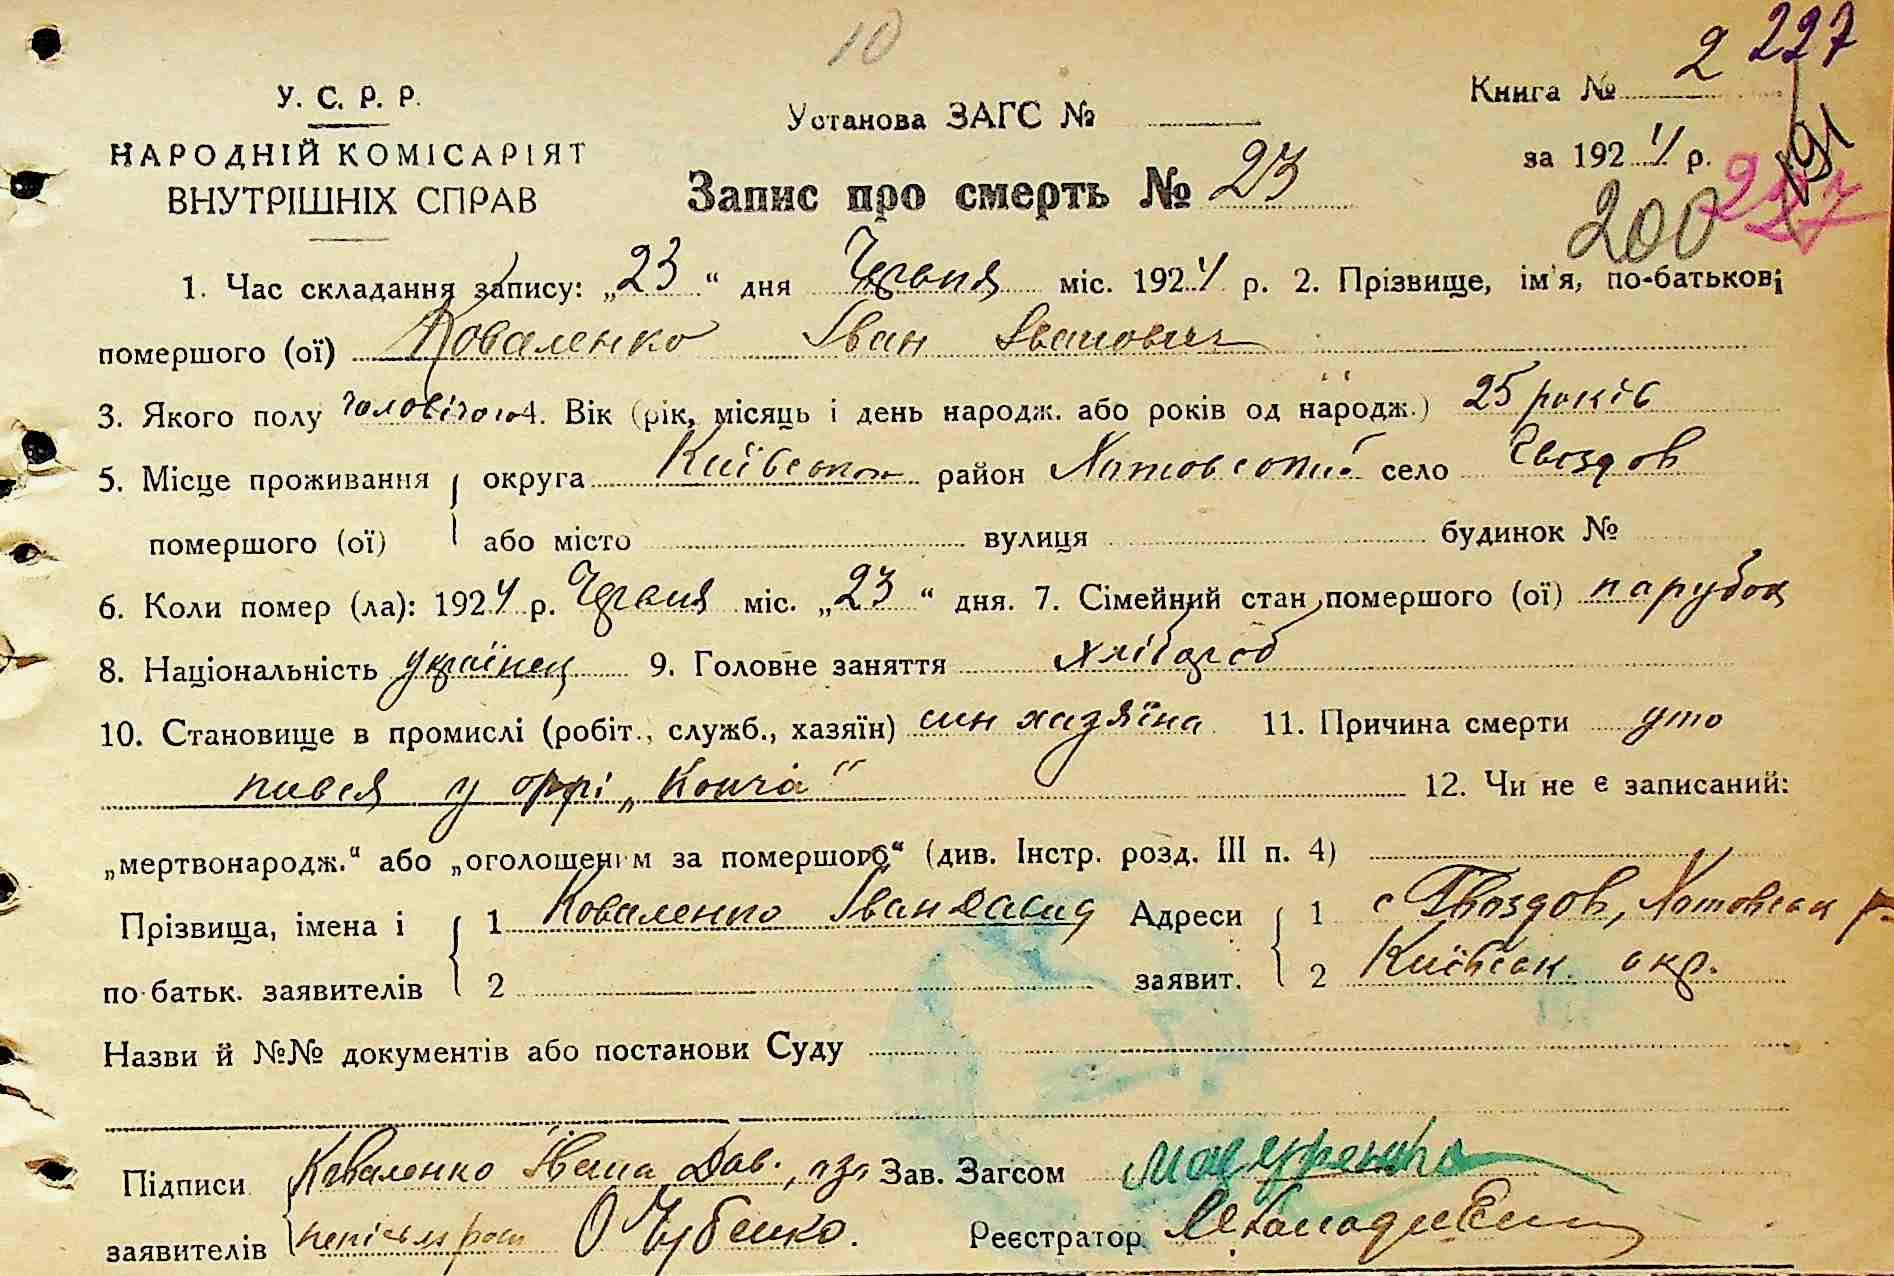 10
2 227
У. С. Р. Р.
Установа ЗАГС №
Книга №
НАРОДНІЙ КОМІСАРІЯТ
ВНУТРІШНІХ СПРАВ
за 1924 р.
191
227
200
Запис про смерть № 23
1. Час складання запису: „23“ дня Червня міс. 1924 р. 2. Прізвище, ім'я, по-батькові
помершого (ої) Коваленко Іван Іванович
3. Якого полу чоловічого 4. Вік (рік, місяць і день народж. або років од народж.) 25 років
5. Місце проживання округа Київська район Хотовський село Гвоздов
помершого (ої) або місто вулиця будинок №
6. Коли помер (ла): 1924 р. Червня міс. „23“ дня. 7. Сімейний стан помершого (ої) парубок
8. Національність українец 9. Головне заняття хлібороб
10. Становище в промислі (робіт., служб., хазяїн) син хазяїна 11. Причина смерти уто
пився у „Конча“ 12. Чи не є записаний:
„мертвонародж.“ або „оголошеним за помершого“ (див. Інстр. розд. III п. 4)
Прізвища, імена і 1 Коваленко Іван Давид Адреси 1 с Гвоздов, Хотовськ р
по-батьк. заявителів 2 заявит. 2 Київськ. окр.
Назви й №№ документів або постанови Суду
Підписи Коваленко Івана Дав., Зав. Загсом
заявителів О Чубенко. Реєстратор